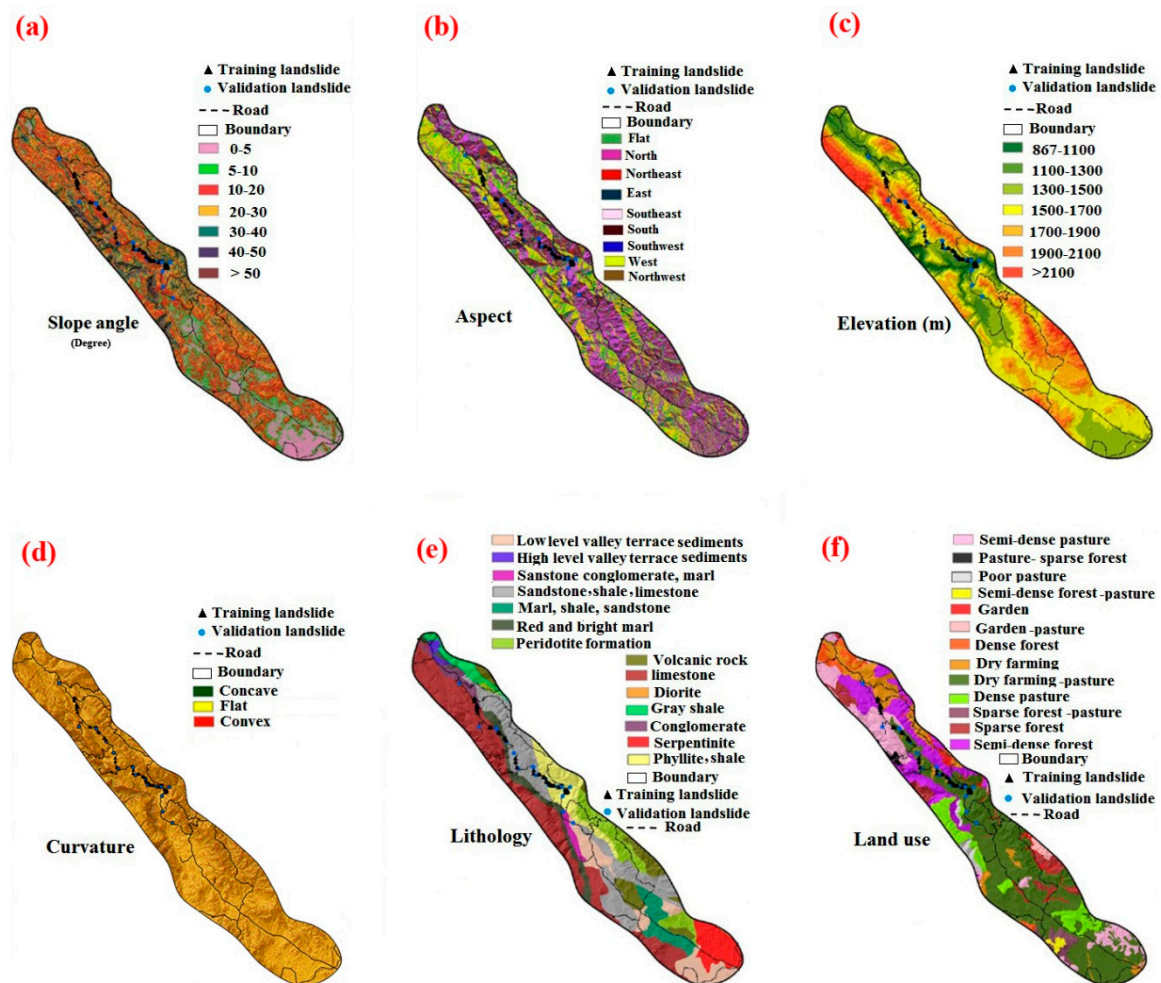 (a)
Training landslide
Validation landslide
Road
Boundary
0-5
5-10
10-20
20-30
30-40
40-50
> 50
Slope angle
(Degree)
(b)
Training landslide
Validation landslide
Road
Boundary
Flat
North
Northeast
East
Southeast
South
Southwest
West
Northwest
Aspect
(c)
Training landslide
Validation landslide
Road
Boundary
867-1100
1100-1300
1300-1500
1500-1700
1700-1900
1900-2100
>2100
Elevation (m)
(d)
Training landslide
Validation landslide
Road
Boundary
Concave
Flat
Convex
Curvature
(e)
Low level valley terrace sediments
High level valley terrace sediments
Sanstone conglomerate, marl
Sandstone, shale, limestone
Marl, shale, sandstone
Red and bright marl
Peridotite formation
Volcanic rock
limestone
Diorite
Gray shale
Conglomerate
Serpentinite
Phyllite, shale
Boundary
Training landslide
Validation landslide
Road
Lithology
(f)
Semi-dense pasture
Pasture- sparse forest
Poor pasture
Semi-dense forest -pasture
Garden
Garden -pasture
Dense forest
Dry farming
Dry farming -pasture
Dense pasture
Sparse forest -pasture
Sparse forest
Semi-dense forest
Boundary
Training landslide
Validation landslide
Road
Land use